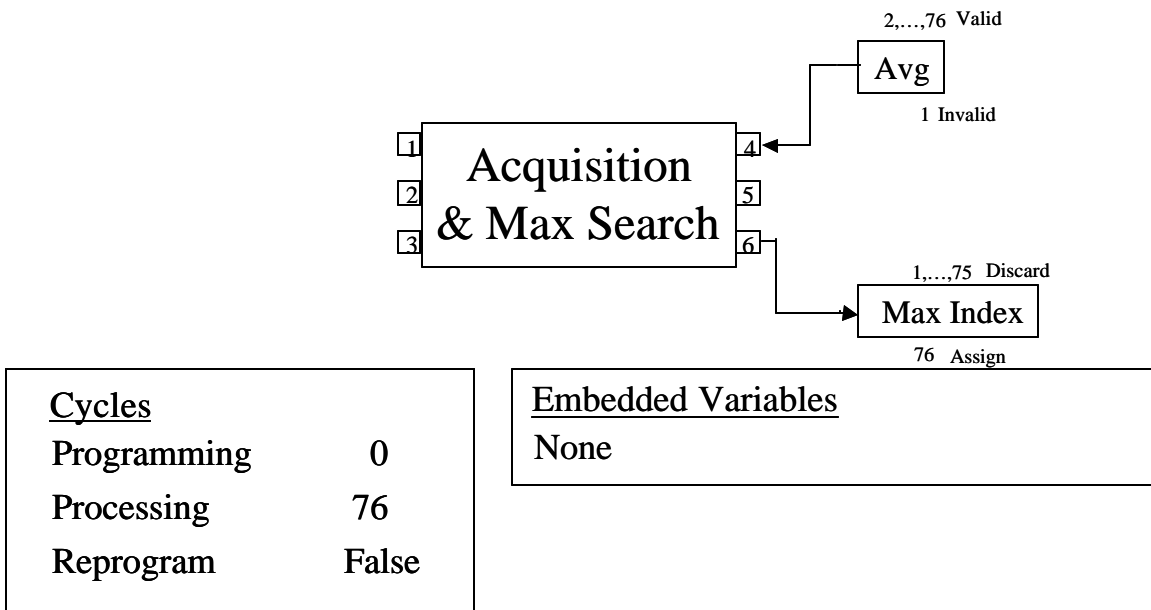 2,...,76 Valid
Avg
1 Invalid
1
2
3
Acquisition
& Max Search
4
5
6
1,...,75 Discard
Max Index
76 Assign
Cycles
Programming 0
Processing 76
Reprogram False
Embedded Variables
None